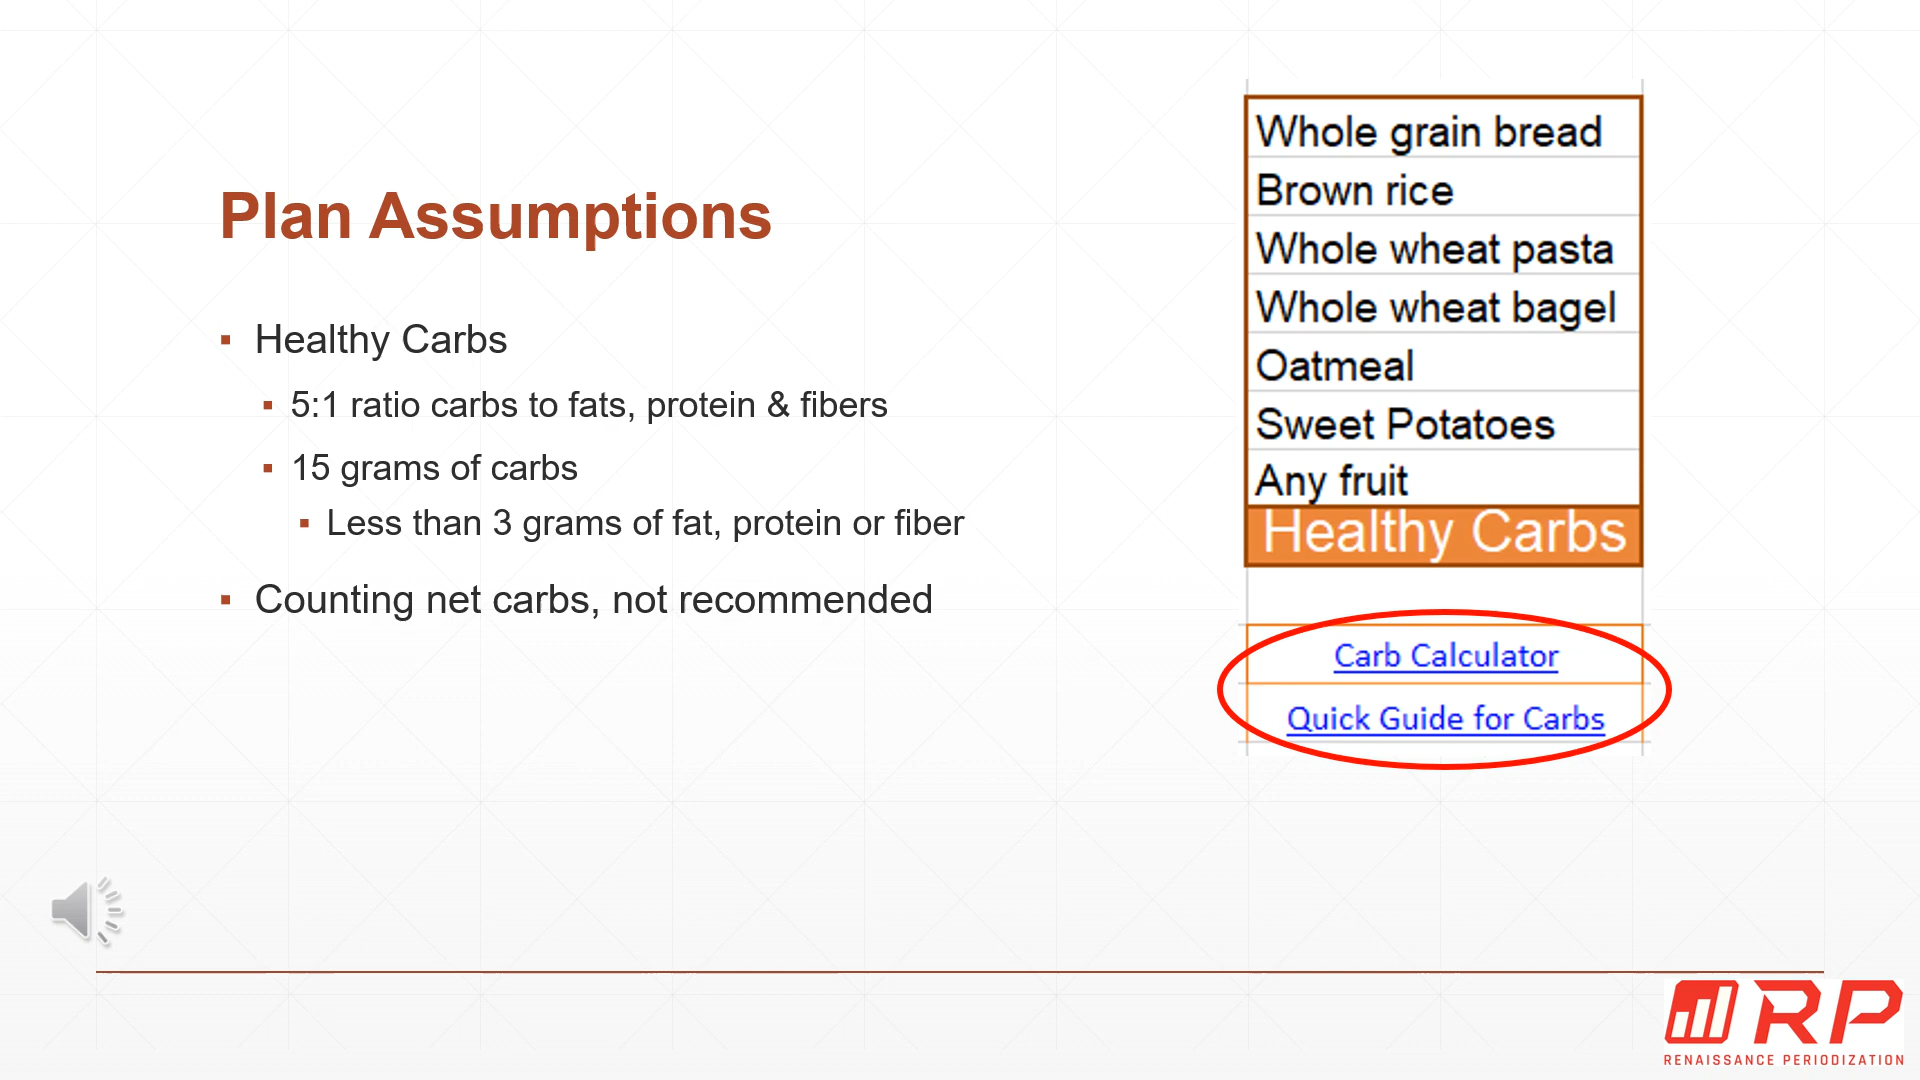 Plan Assumptions
Healthy Carbs
5:1 ratio carbs to fats, protein & fibers
15 grams of carbs
Less than 3 grams of fat, protein or fiber
Counting net carbs, not recommended
Whole grain bread
Brown rice
Whole wheat pasta
Whole wheat bagel
Oatmeal
Sweet Potatoes
Any fruit
Healthy Carbs
Carb Calculator
Quick Guide for Carbs
RP
RENAISSANCE PERIODIZATION